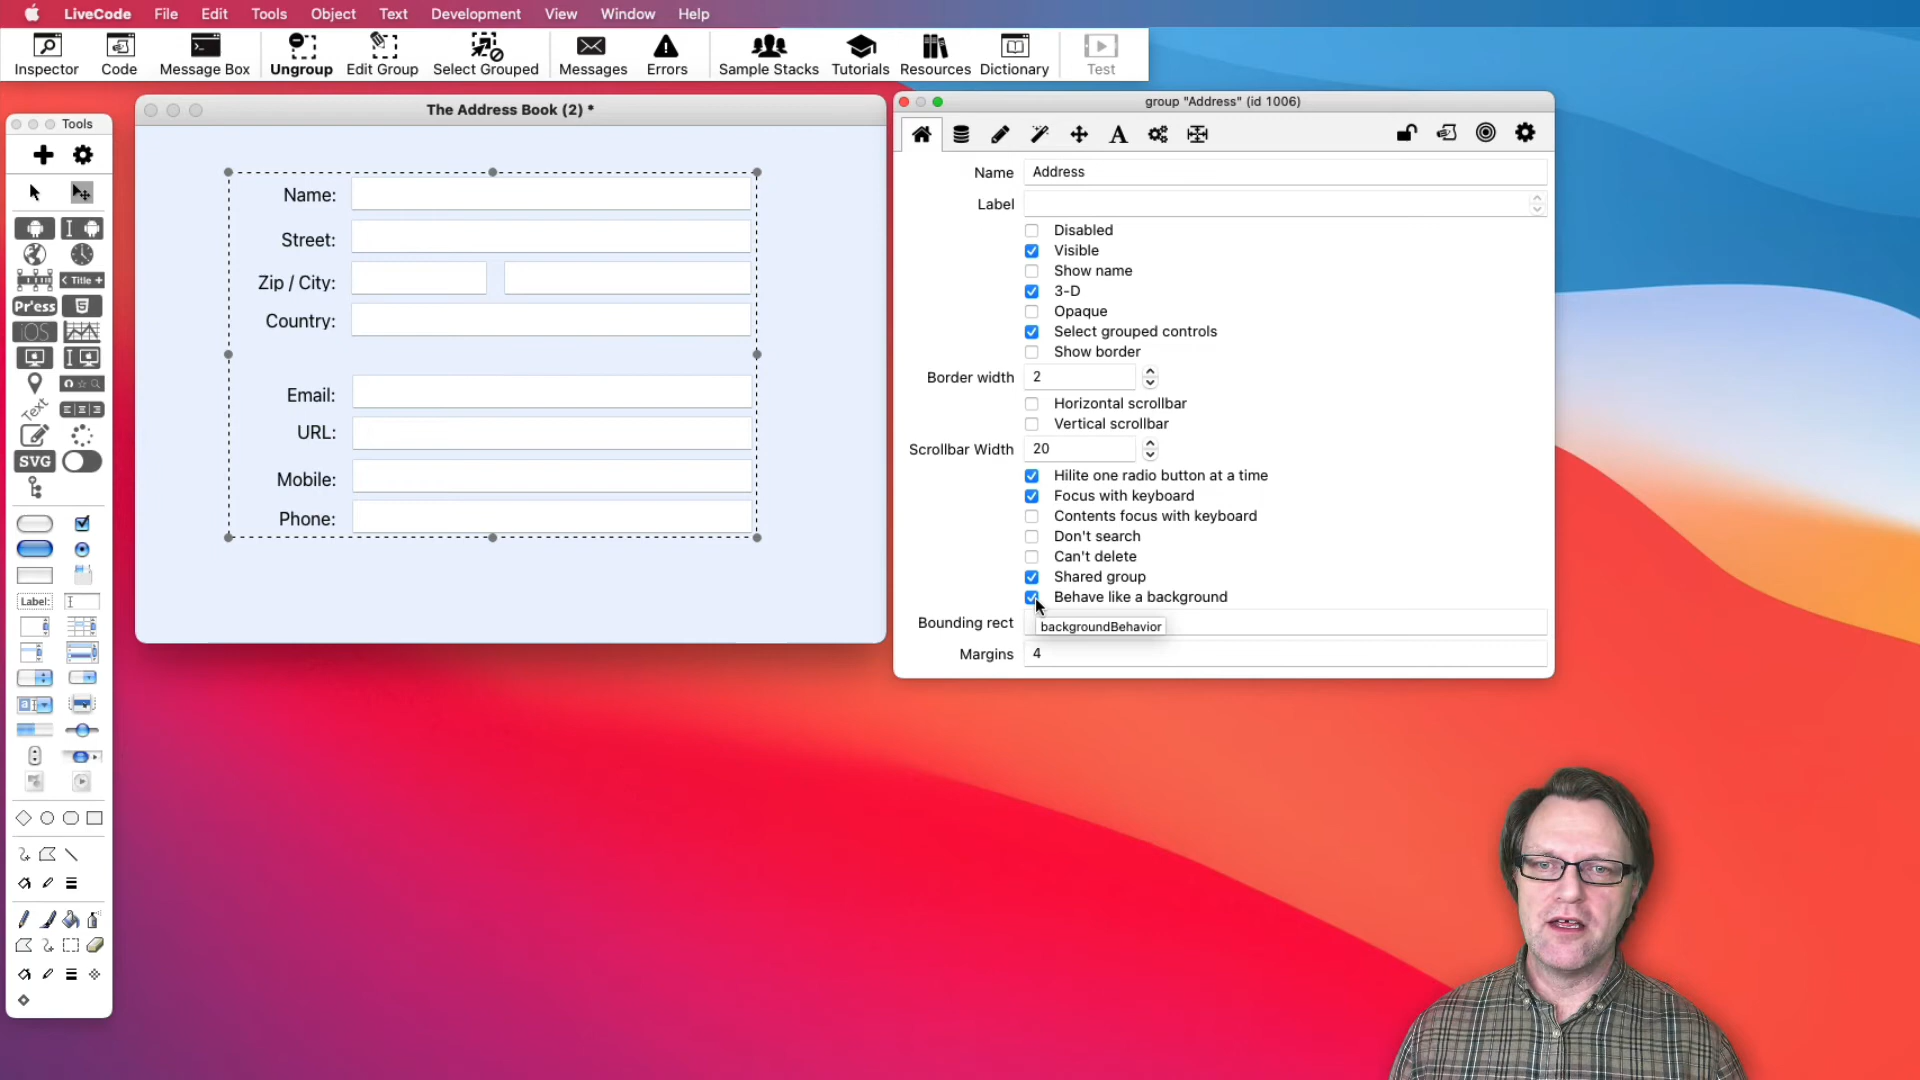 LiveCode File Edit Tools Object Text Development View Window Help
Inspector Code Message Box Ungroup Edit Group Select Grouped Messages Errors Sample Stacks Tutorials Resources Dictionary Test
Tools
< Title +
Pr'ess
iOS
Text
SVG
Label:
The Address Book (2) *
Name:
Street:
Zip / City:
Country:
Email:
URL:
Mobile:
Phone:
group "Address" (id 1006)
Name Address
Label
Disabled
Visible
Show name
3-D
Opaque
Select grouped controls
Show border
Border width 2
Horizontal scrollbar
Vertical scrollbar
Scrollbar Width 20
Hilite one radio button at a time
Focus with keyboard
Contents focus with keyboard
Don't search
Can't delete
Shared group
Behave like a background
Bounding rect
backgroundBehavior
Margins 4